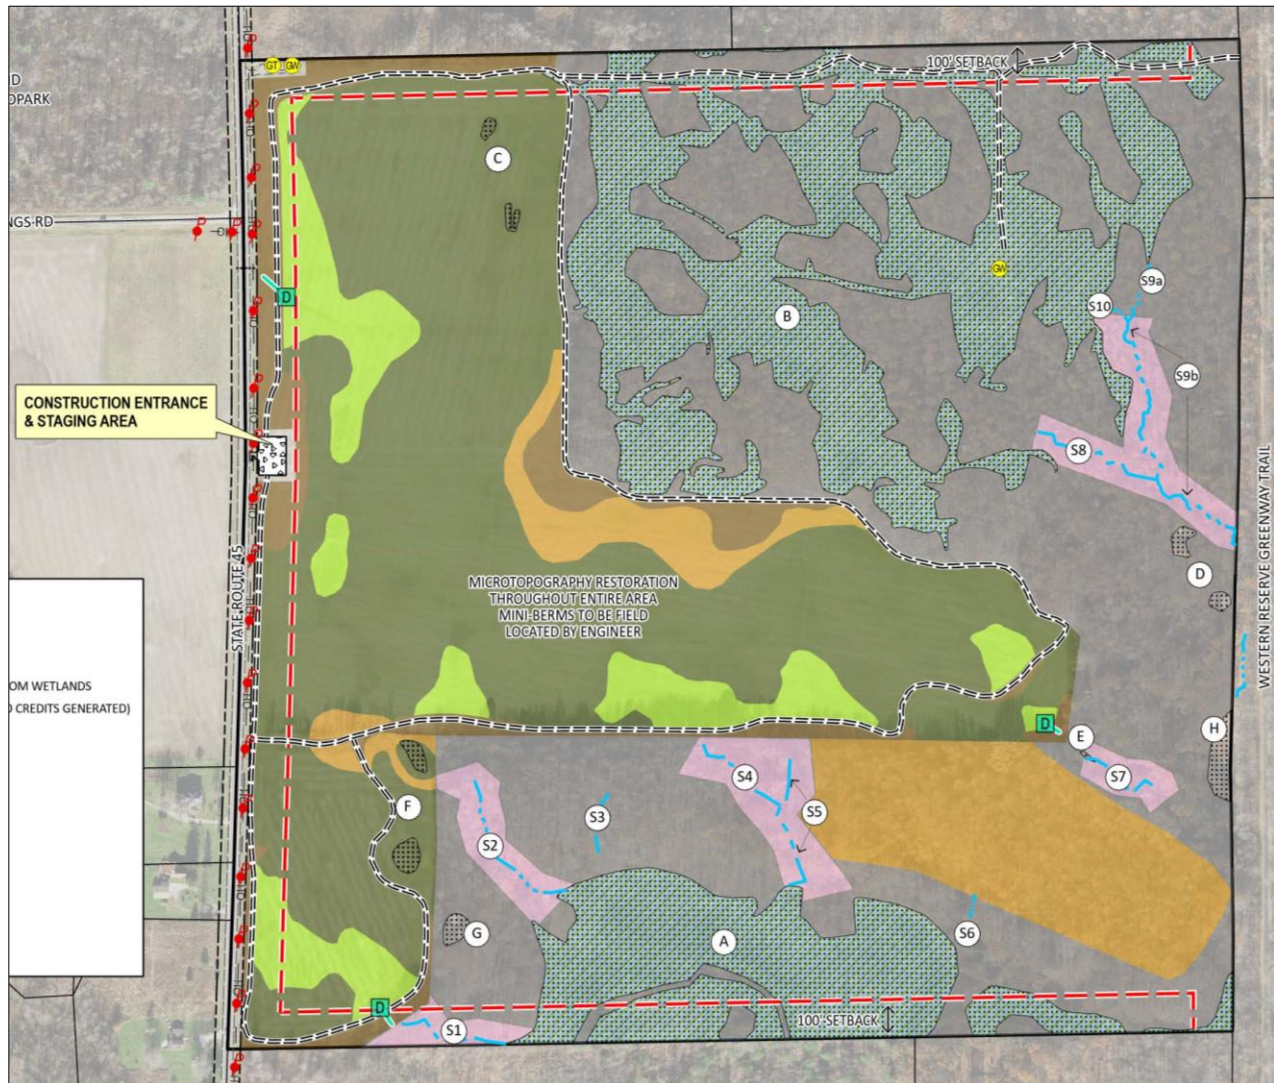 100' SETBACK
D
OPARK
GT
GW
C
NGS RD
GW
S9a
D
S10
B
S9b
CONSTRUCTION ENTRANCE
& STAGING AREA
S8
WESTERN RESERVE GREENWAY TRAIL
STATE ROUTE 45
D
MICROTOPOGRAPHY RESTORATION
THROUGHOUT ENTIRE AREA
MINI-BERMS TO BE FIELD
LOCATED BY ENGINEER
OM WETLANDS
CREDITS GENERATED)
D
E
H
S4
S7
F
S3
S5
S2
G
A
S6
D
S1
100' SETBACK